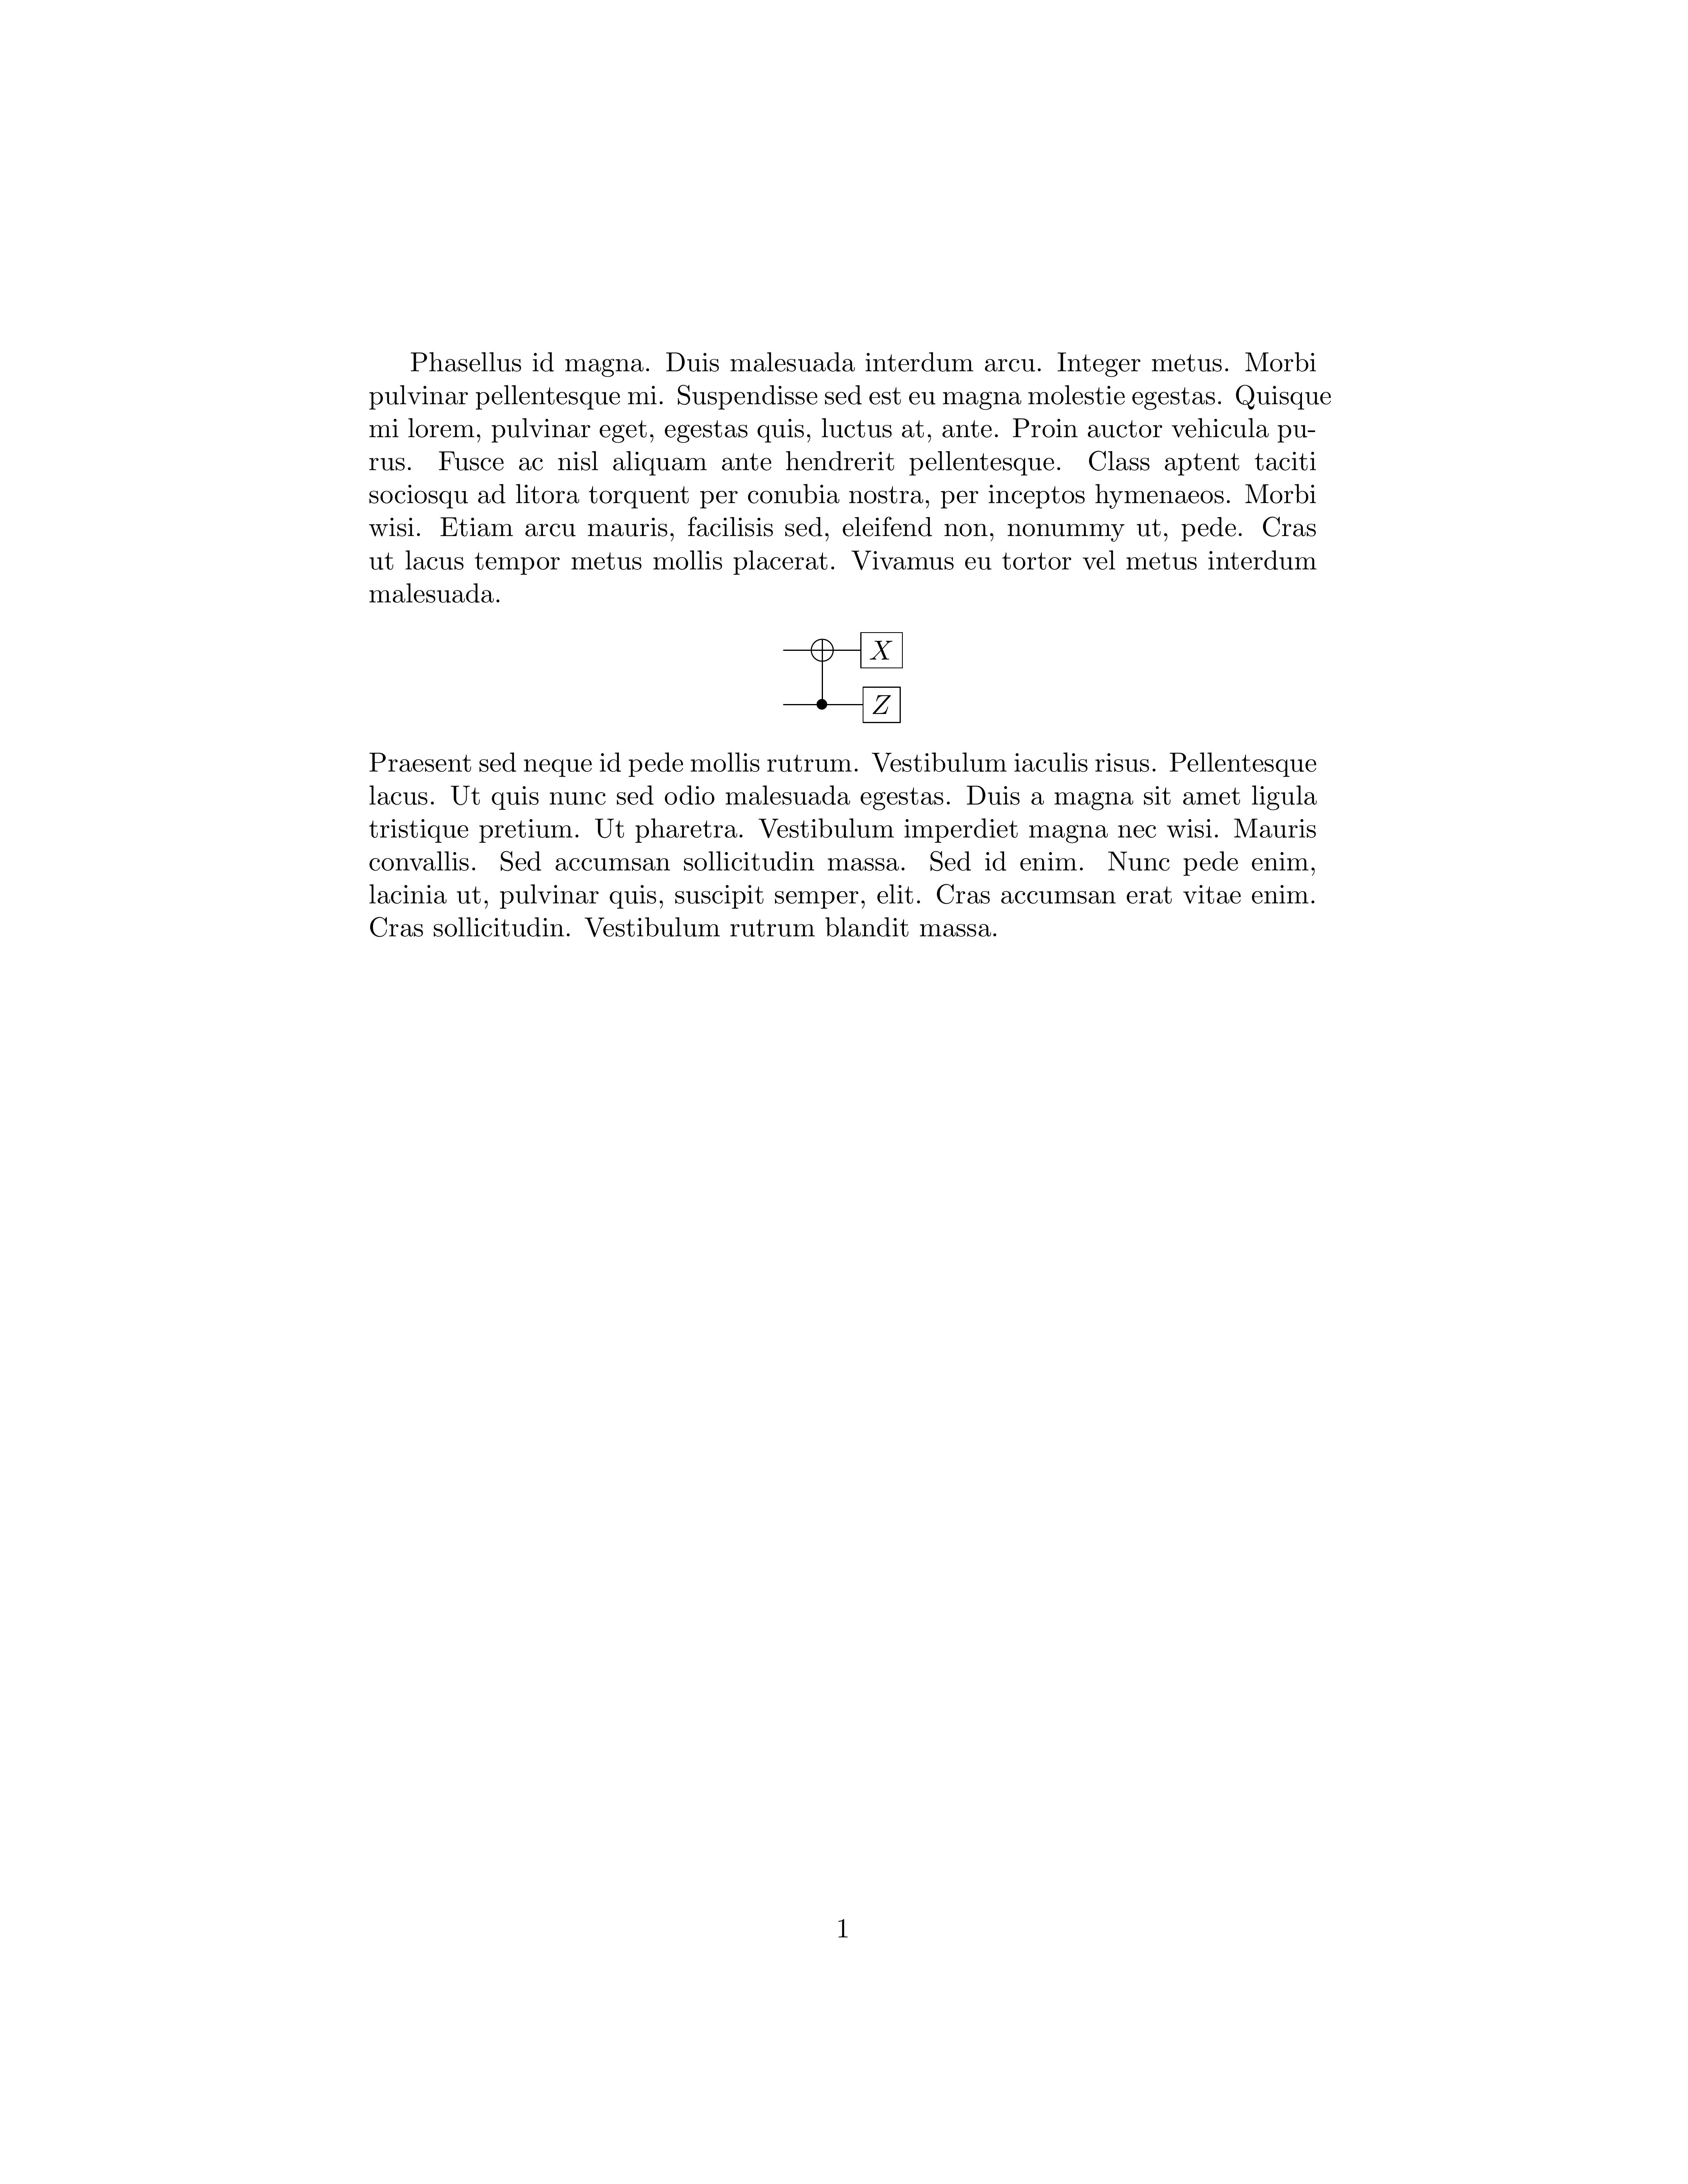 Phasellus id magna. Duis malesuada interdum arcu. Integer metus. Morbi
pulvinar pellentesque mi. Suspendisse sed est eu magna molestie egestas. Quisque
mi lorem, pulvinar eget, egestas quis, luctus at, ante. Proin auctor vehicula pu-
rus. Fusce ac nisl aliquam ante hendrerit pellentesque. Class aptent taciti
sociosqu ad litora torquent per conubia nostra, per inceptos hymenaeos. Morbi
wisi. Etiam arcu mauris, facilisis sed, eleifend non, nonummy ut, pede. Cras
ut lacus tempor metus mollis placerat. Vivamus eu tortor vel metus interdum
malesuada.
X
Z
Praesent sed neque id pede mollis rutrum. Vestibulum iaculis risus. Pellentesque
lacus. Ut quis nunc sed odio malesuada egestas. Duis a magna sit amet ligula
tristique pretium. Ut pharetra. Vestibulum imperdiet magna nec wisi. Mauris
convallis. Sed accumsan sollicitudin massa. Sed id enim. Nunc pede enim,
lacinia ut, pulvinar quis, suscipit semper, elit. Cras accumsan erat vitae enim.
Cras sollicitudin. Vestibulum rutrum blandit massa.
1